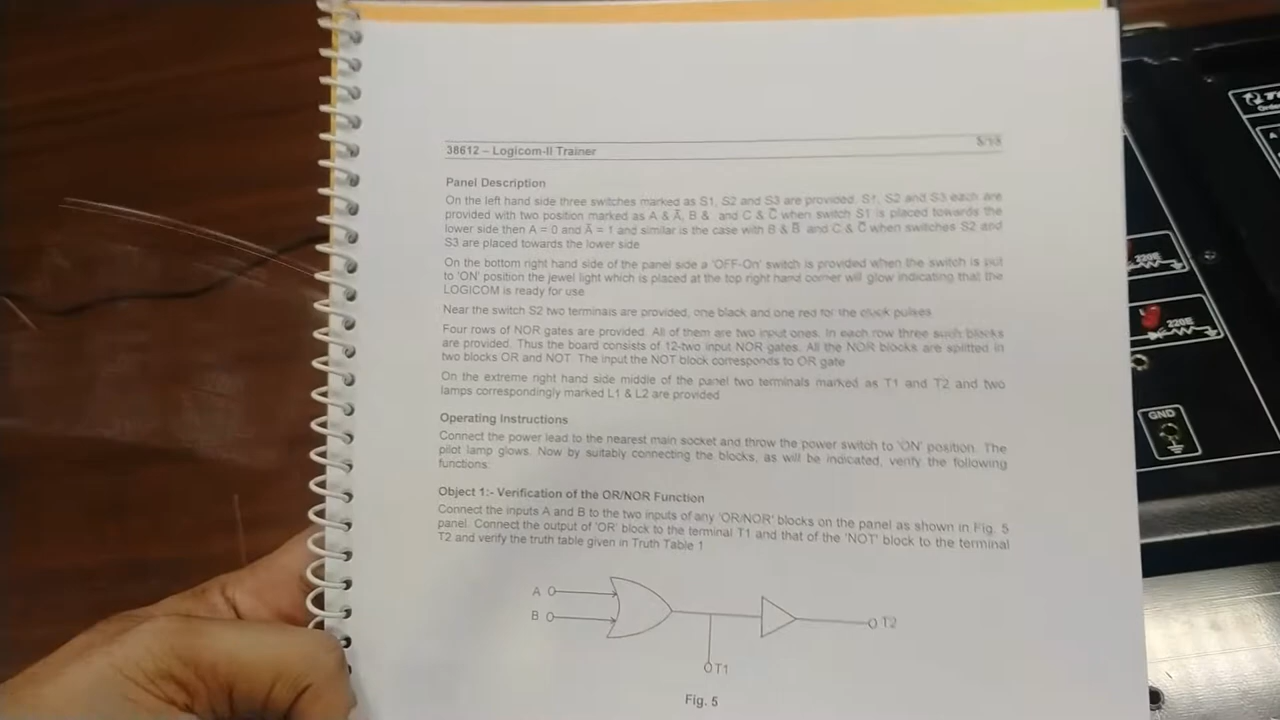 38612 – Logicom-II Trainer
Panel Description
On the left hand side three switches marked as S1, S2 and S3 are provided. S1, S2 and S3 each are
provided with two position marked as A & Ā, B & and C & C̄ when switch S1 is placed towards the
lower side then A = 0 and Ā = 1 and similar is the case with B & B̄ and C & C̄ when switches S2 and
S3 are placed towards the lower side
On the bottom right hand side of the panel side a 'OFF-On' switch is provided when the switch is put
to 'ON' position the jewel light which is placed at the top right hand corner will glow indicating that the
LOGICOM is ready for use
Near the switch S2 two terminals are provided, one black and one red for the clock pulses
Four rows of NOR gates are provided. All of them are two input ones. In each row three such blocks
are provided. Thus the board consists of 12-two input NOR gates. All the NOR blocks are splitted in
two blocks OR and NOT. The input the NOT block corresponds to OR gate
On the extreme right hand side middle of the panel two terminals marked as T1 and T2 and two
lamps correspondingly marked L1 & L2 are provided
Operating Instructions
Connect the power lead to the nearest main socket and throw the power switch to 'ON' position. The
pilot lamp glows. Now by suitably connecting the blocks, as will be indicated, verify the following
functions:
Object 1:- Verification of the OR/NOR Function
Connect the inputs A and B to the two inputs of any 'OR/NOR' blocks on the panel as shown in Fig. 5
panel. Connect the output of 'OR' block to the terminal T1 and that of the 'NOT' block to the terminal
T2 and verify the truth table given in Truth Table 1
A
B
T2
T1
Fig. 5
220E
220E
GND